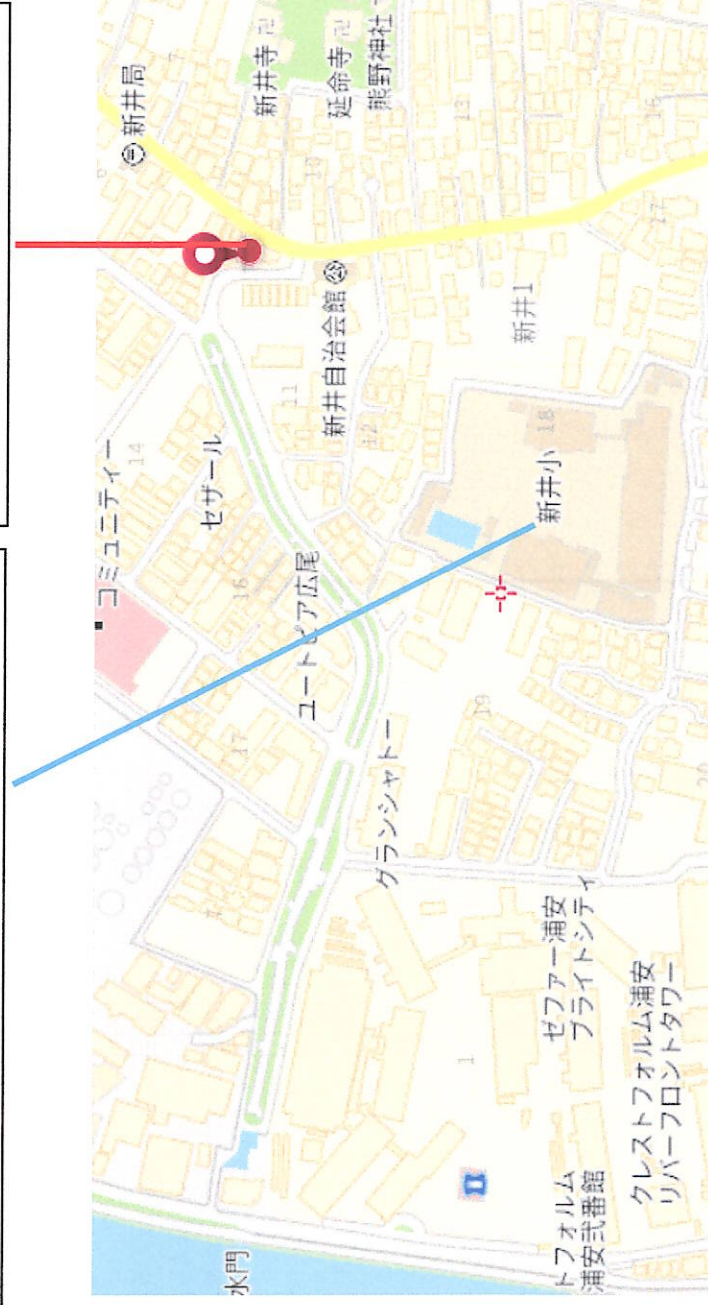 新井局
新井寺
延命寺
熊野神社
7
10
13
16
17
コミュニティー
14
セザール
11
新井自治会館
12
新井1
16
ユートピア広尾
17
新井小
18
19
20
グランシャトー
1
ゼファー浦安
ブライトシティ
クレストフォルム浦安
リバーフロントタワー
トフォルム
浦安弐番館
水門